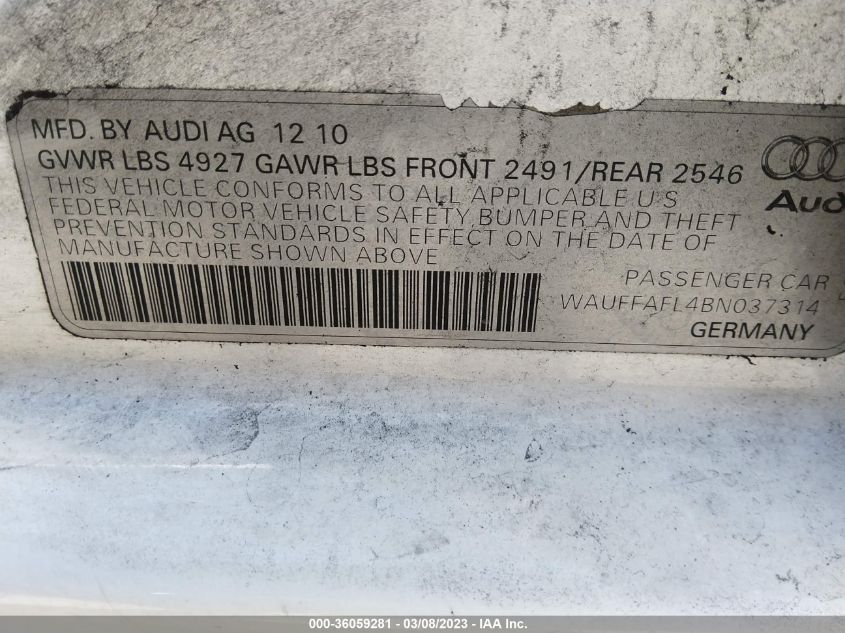 MFD. BY AUDI AG 12 10
GVWR LBS 4927 GAWR LBS FRONT 2491/REAR 2546
THIS VEHICLE CONFORMS TO ALL APPLICABLE U S
FEDERAL MOTOR VEHICLE SAFETY, BUMPER AND THEFT
PREVENTION STANDARDS IN EFFECT ON THE DATE OF
MANUFACTURE SHOWN ABOVE
Audi
PASSENGER CAR
WAUFFAFL4BN037314
GERMANY
000-36059281 - 03/08/2023 - IAA Inc.